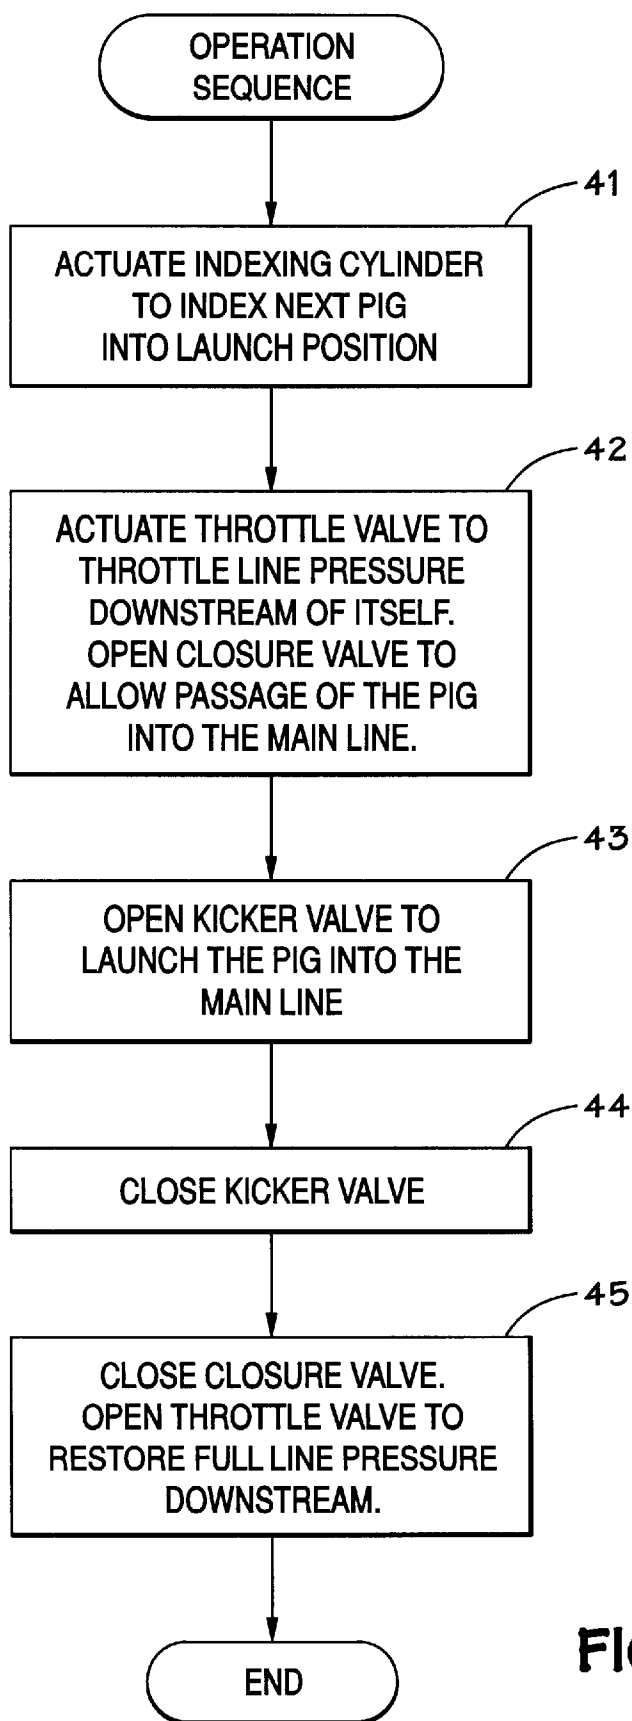 OPERATION
SEQUENCE
41
ACTUATE INDEXING CYLINDER
TO INDEX NEXT PIG
INTO LAUNCH POSITION
42
ACTUATE THROTTLE VALVE TO
THROTTLE LINE PRESSURE
DOWNSTREAM OF ITSELF.
OPEN CLOSURE VALVE TO
ALLOW PASSAGE OF THE PIG
INTO THE MAIN LINE.
43
OPEN KICKER VALVE TO
LAUNCH THE PIG INTO THE
MAIN LINE
44
CLOSE KICKER VALVE
45
CLOSE CLOSURE VALVE.
OPEN THROTTLE VALVE TO
RESTORE FULL LINE PRESSURE
DOWNSTREAM.
END